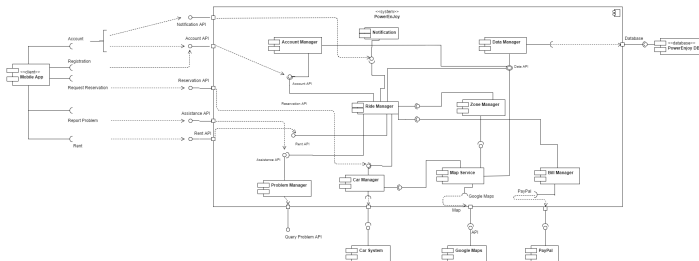 <<system>>
PowerEnjoy
Account
Notification API
Notification
Account API
Account Manager
Data Manager
Database
<<database>>
PowerEnjoy DB
Registration
<<client>>
Mobile App
Data API
Request Reservation
Reservation API
Account API
Reservation API
Ride Manager
Zone Manager
Report Problem
Assistance API
Rent API
Rent
Rent API
Assistance API
Problem Manager
Car Manager
Map Service
Bill Manager
Google Maps
PayPal
Map
Query Problem API
API
Car System
Google Maps
PayPal